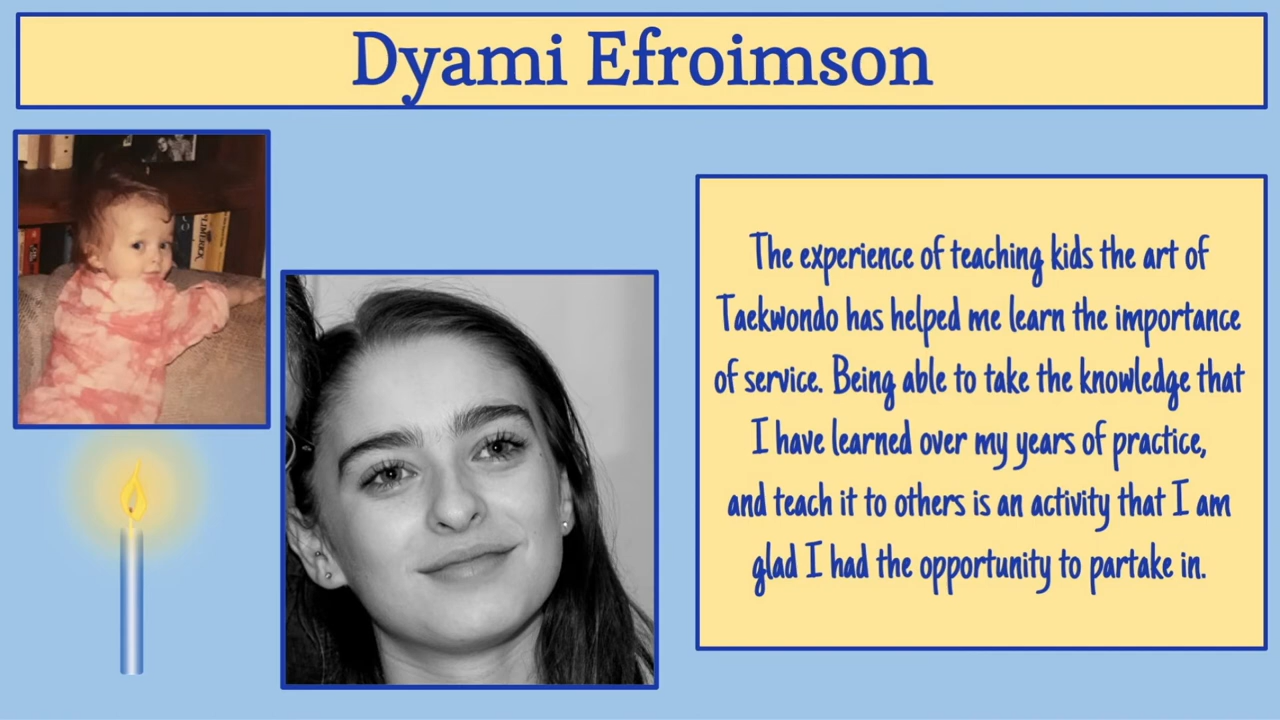 Dyami Efroimson
LIMERICK
The experience of teaching kids the art of
Taekwondo has helped me learn the importance
of service. Being able to take the knowledge that
I have learned over my years of practice,
and teach it to others is an activity that I am
glad I had the opportunity to partake in.